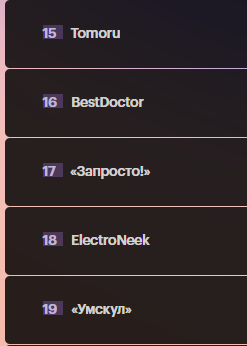 15 Tomoru
16 BestDoctor
17 «Запросто!»
18 ElectroNeek
19 «Умскул»